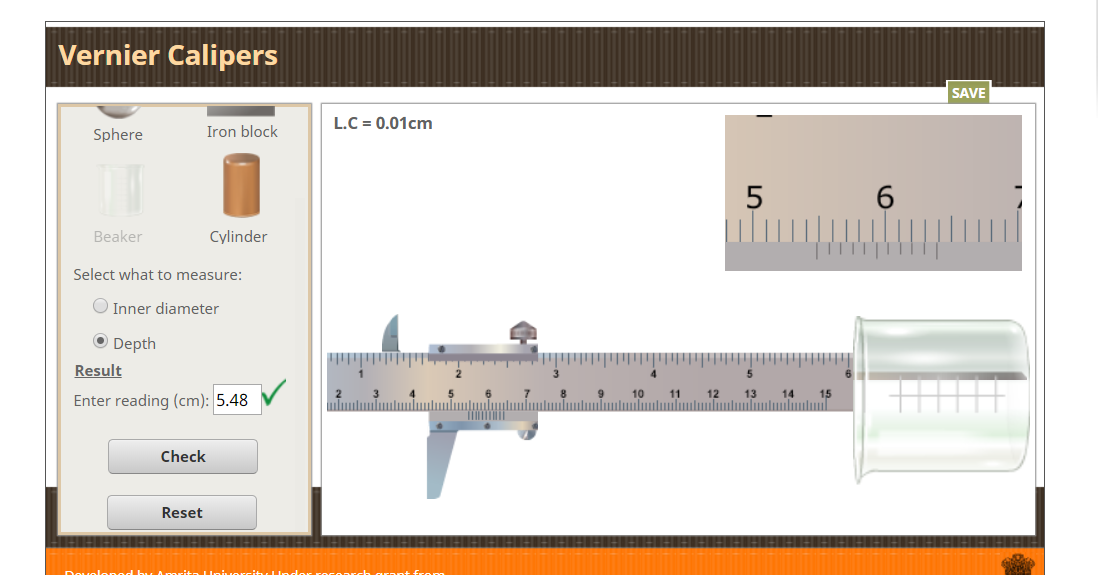 Vernier Calipers
SAVE
Sphere
Iron block
Beaker
Cylinder
Select what to measure:
Inner diameter
Depth
Result
Enter reading (cm): 5.48
Check
Reset
L.C = 0.01cm
5 6 7
1 2 3 4 5 6
2 3 4 5 6 7 8 9 10 11 12 13 14 15
Developed by Amrita University Under research grant from